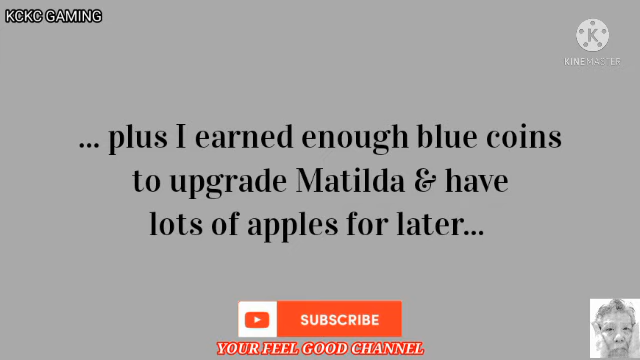 KCKC GAMING
K
KINEMASTER
... plus I earned enough blue coins
to upgrade Matilda & have
lots of apples for later...
SUBSCRIBE
YOUR FEEL GOOD CHANNEL